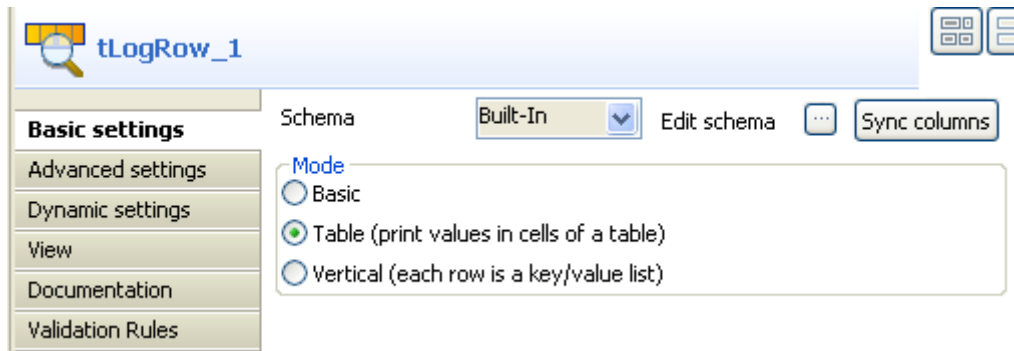 tLogRow_1
Basic settings
Advanced settings
Dynamic settings
View
Documentation
Validation Rules
Schema Built-In Edit schema ... Sync columns
Mode
Basic
Table (print values in cells of a table)
Vertical (each row is a key/value list)